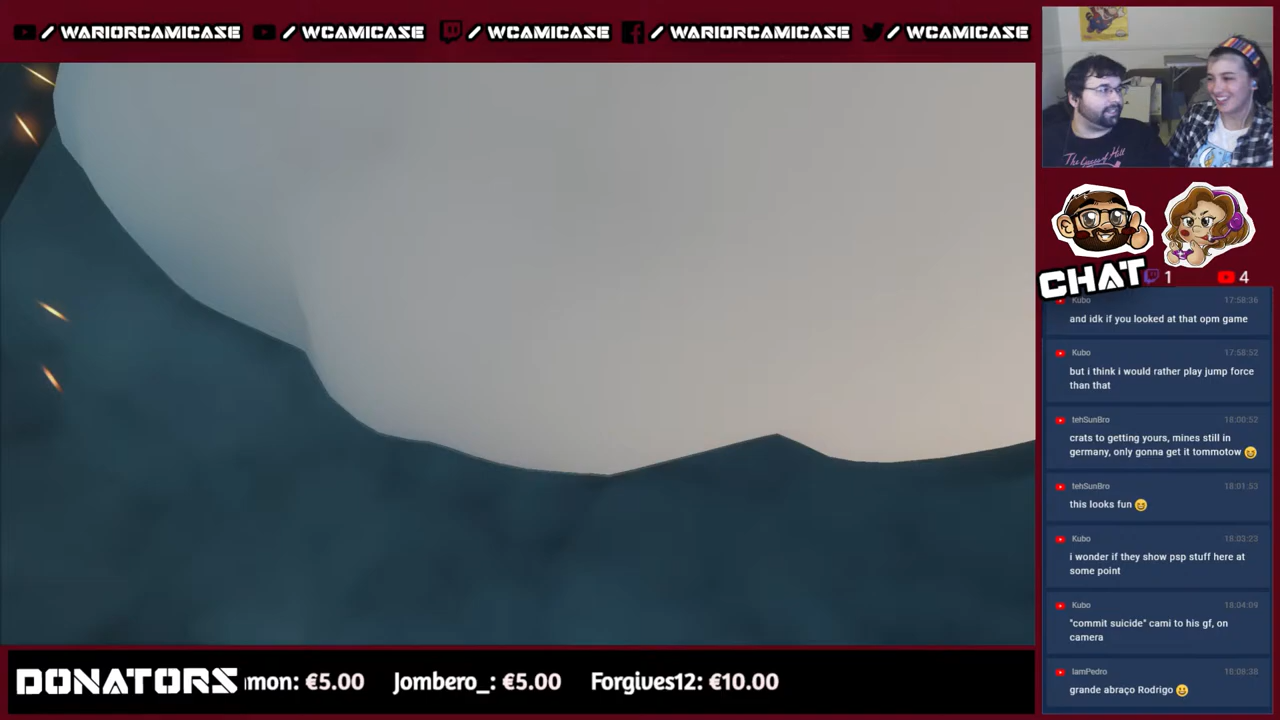 / WARIORCAMICASE / WCAMICASE / WCAMICASE / WARIORCAMICASE / WCAMICASE
CHAT 1 4
Kubo 17:58:36
and idk if you looked at that opm game
Kubo 17:58:52
but i think i would rather play jump force
than that
tehSunBro 18:00:52
crats to getting yours, mines still in
germany, only gonna get it tommotow
tehSunBro 18:01:53
this looks fun
Kubo 18:03:23
i wonder if they show psp stuff here at
some point
Kubo 18:04:09
"commit suicide" cami to his gf, on
camera
IamPedro 18:08:38
grande abraço Rodrigo
DONATORS mon: €5.00 Jombero_: €5.00 Forgives12: €10.00